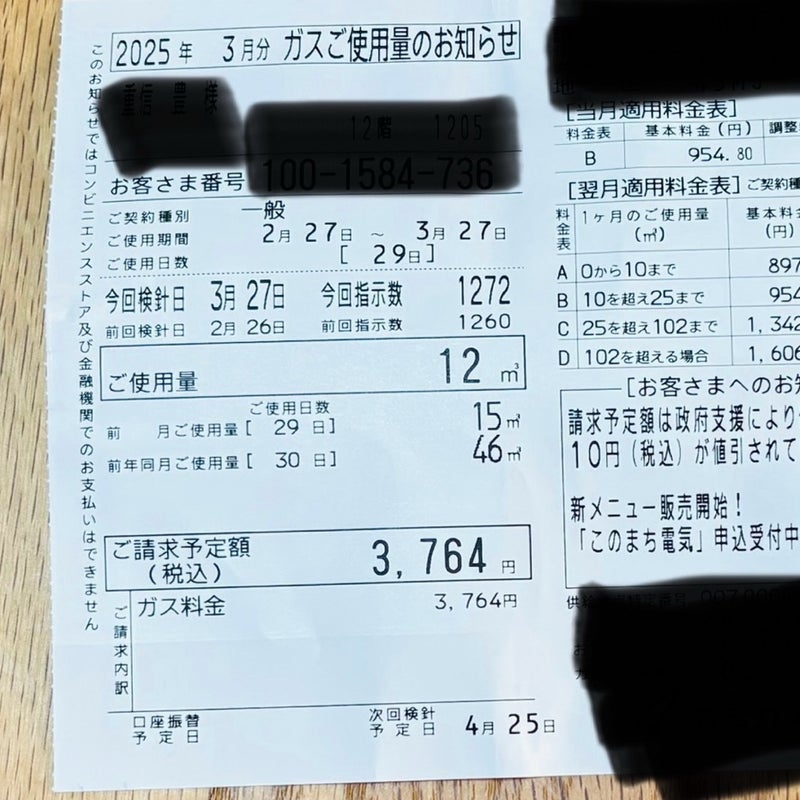 2025年 3月分 ガスご使用量のお知らせ
このお知らせではコンビニエンスストア及び金融機関でのお支払いはできません
お客さま番号
ご契約種別 一般
ご使用期間 2月27日 ～ 3月27日
ご使用日数 [ 29日]
今回検針日 3月27日 今回指示数 1272
前回検針日 2月26日 前回指示数 1260
ご使用量 12㎥
ご使用日数
前 月ご使用量[ 29日] 15㎥
前年同月ご使用量[ 30日] 46㎥
ご請求予定額 3,764円
(税込)
ご請求内訳
ガス料金 3,764円
口座振替 次回検針
予定日 予定日 4月25日
[当月適用料金表]
料金表 基本料金(円) 調整
B 954.80
[翌月適用料金表] ご契約種
料金表 1ヶ月のご使用量 基本料
(㎥) (円)
A 0から10まで 897
B 10を超え25まで 954
C 25を超え102まで 1,342
D 102を超える場合 1,606
[お客さまへのお
請求予定額は政府支援により
10円(税込)が値引されて
新メニュー販売開始!
「このまち電気」申込受付中